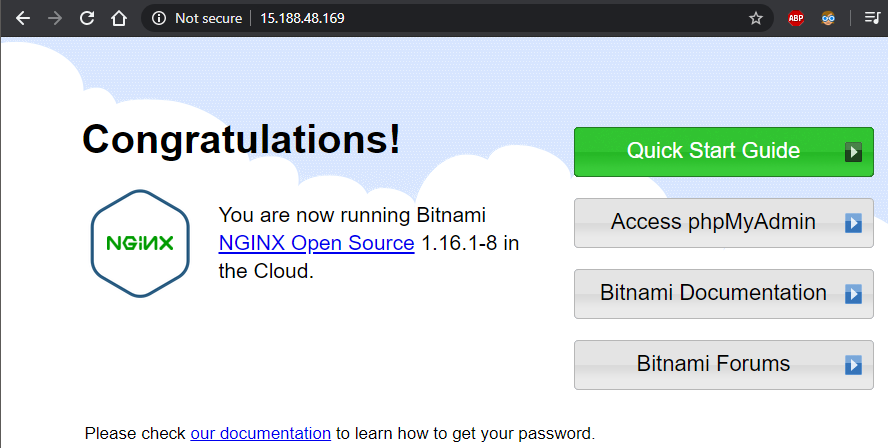 Not secure
15.188.48.169
ABP
Congratulations!
NGINX
You are now running Bitnami
NGINX Open Source 1.16.1-8 in
the Cloud.
Quick Start Guide
Access phpMyAdmin
Bitnami Documentation
Bitnami Forums
Please check our documentation to learn how to get your password.